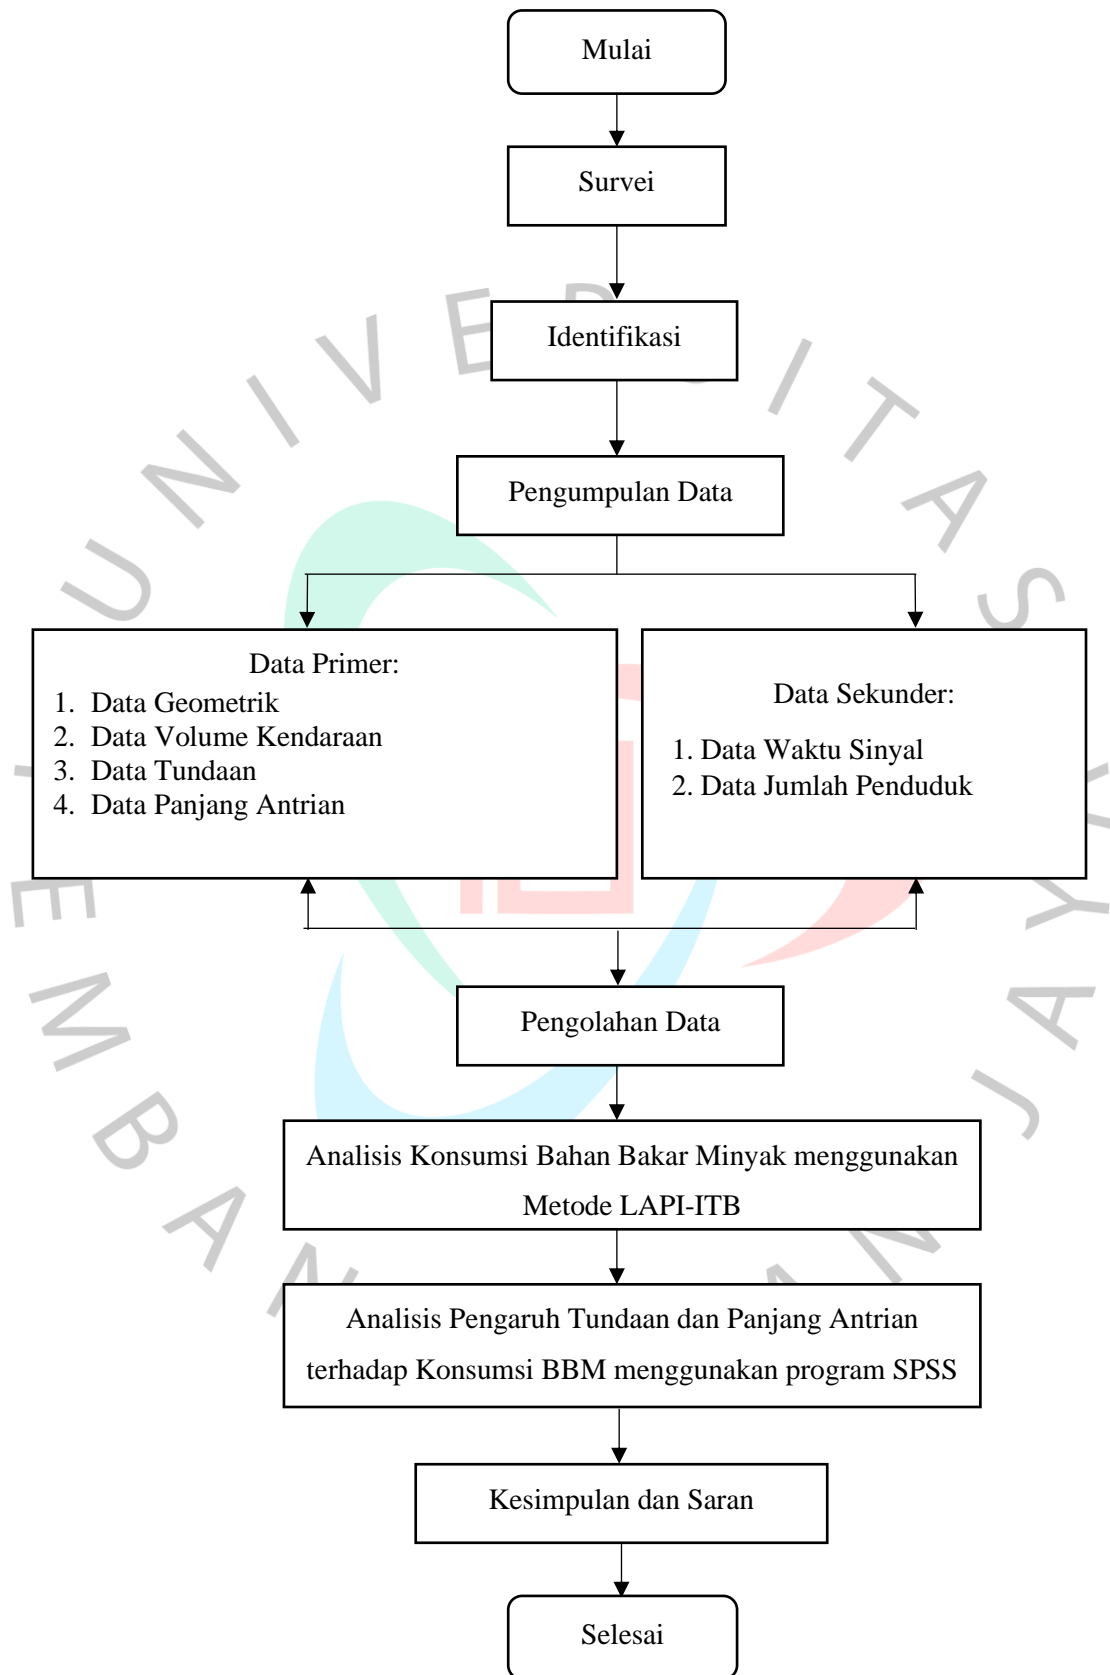 Mulai
Survei
Identifikasi
Pengumpulan Data
Data Primer:
1. Data Geometrik
2. Data Volume Kendaraan
3. Data Tundaan
4. Data Panjang Antrian
Data Sekunder:
1. Data Waktu Sinyal
2. Data Jumlah Penduduk
Pengolahan Data
Analisis Konsumsi Bahan Bakar Minyak menggunakan
Metode LAPI-ITB
Analisis Pengaruh Tundaan dan Panjang Antrian
terhadap Konsumsi BBM menggunakan program SPSS
Kesimpulan dan Saran
Selesai